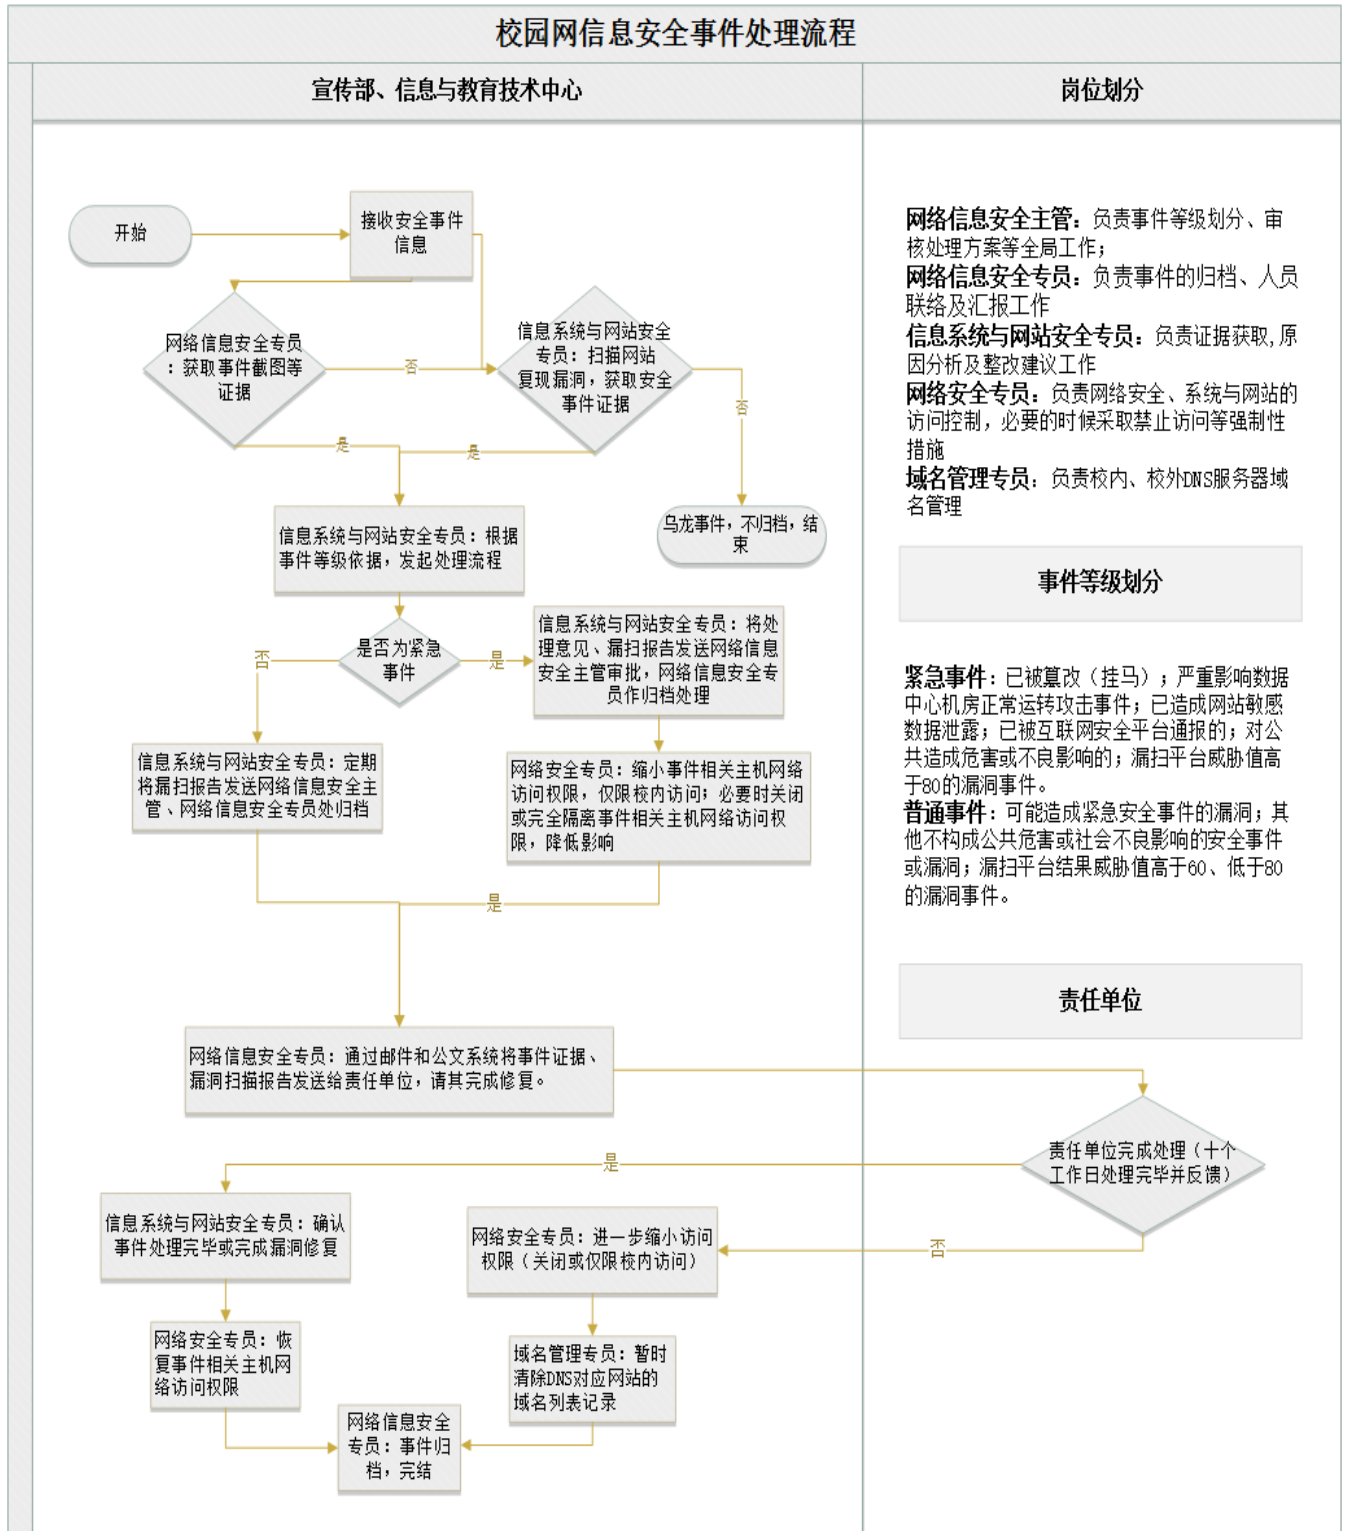 校园网信息安全事件处理流程
宣传部、信息与教育技术中心
岗位划分
开始
接收安全事件
信息
网络信息安全专员
：获取事件截图等
证据
否
信息系统与网站安全
专员：扫描网站
复现漏洞，获取安全
事件证据
否
是
是
信息系统与网站安全专员：根据
事件等级依据，发起处理流程
乌龙事件，不归档，结
束
是否为紧急
事件
否
是
信息系统与网站安全专员：将处
理意见、漏扫报告发送网络信息
安全主管审批，网络信息安全专
员作归档处理
信息系统与网站安全专员：定期
将漏扫报告发送网络信息安全主
管、网络信息安全专员处归档
网络安全专员：缩小事件相关主机网络
访问权限，仅限校内访问；必要时关闭
或完全隔离事件相关主机网络访问权
限，降低影响
是
网络信息安全专员：通过邮件和公文系统将事件证据、
漏洞扫描报告发送给责任单位，请其完成修复。
网络信息安全主管：负责事件等级划分、审
核处理方案等全局工作；
网络信息安全专员：负责事件的归档、人员
联络及汇报工作
信息系统与网站安全专员：负责证据获取,原
因分析及整改建议工作
网络安全专员：负责网络安全、系统与网站的
访问控制，必要的时候采取禁止访问等强制性
措施
域名管理专员：负责校内、校外DNS服务器域
名管理
事件等级划分
紧急事件：已被篡改（挂马）；严重影响数据
中心机房正常运转攻击事件；已造成网站敏感
数据泄露；已被互联网安全平台通报的；对公
共造成危害或不良影响的；漏扫平台威胁值高
于80的漏洞事件。
普通事件：可能造成紧急安全事件的漏洞；其
他不构成公共危害或社会不良影响的安全事件
或漏洞；漏扫平台结果威胁值高于60、低于80
的漏洞事件。
责任单位
责任单位完成处理（十个
工作日处理完毕并反馈）
是
否
信息系统与网站安全专员：确认
事件处理完毕或完成漏洞修复
网络安全专员：进一步缩小访问
权限（关闭或仅限校内访问）
网络安全专员：恢
复事件相关主机网
络访问权限
域名管理专员：暂时
清除DNS对应网站的
域名列表记录
网络信息安全
专员：事件归
档，完结